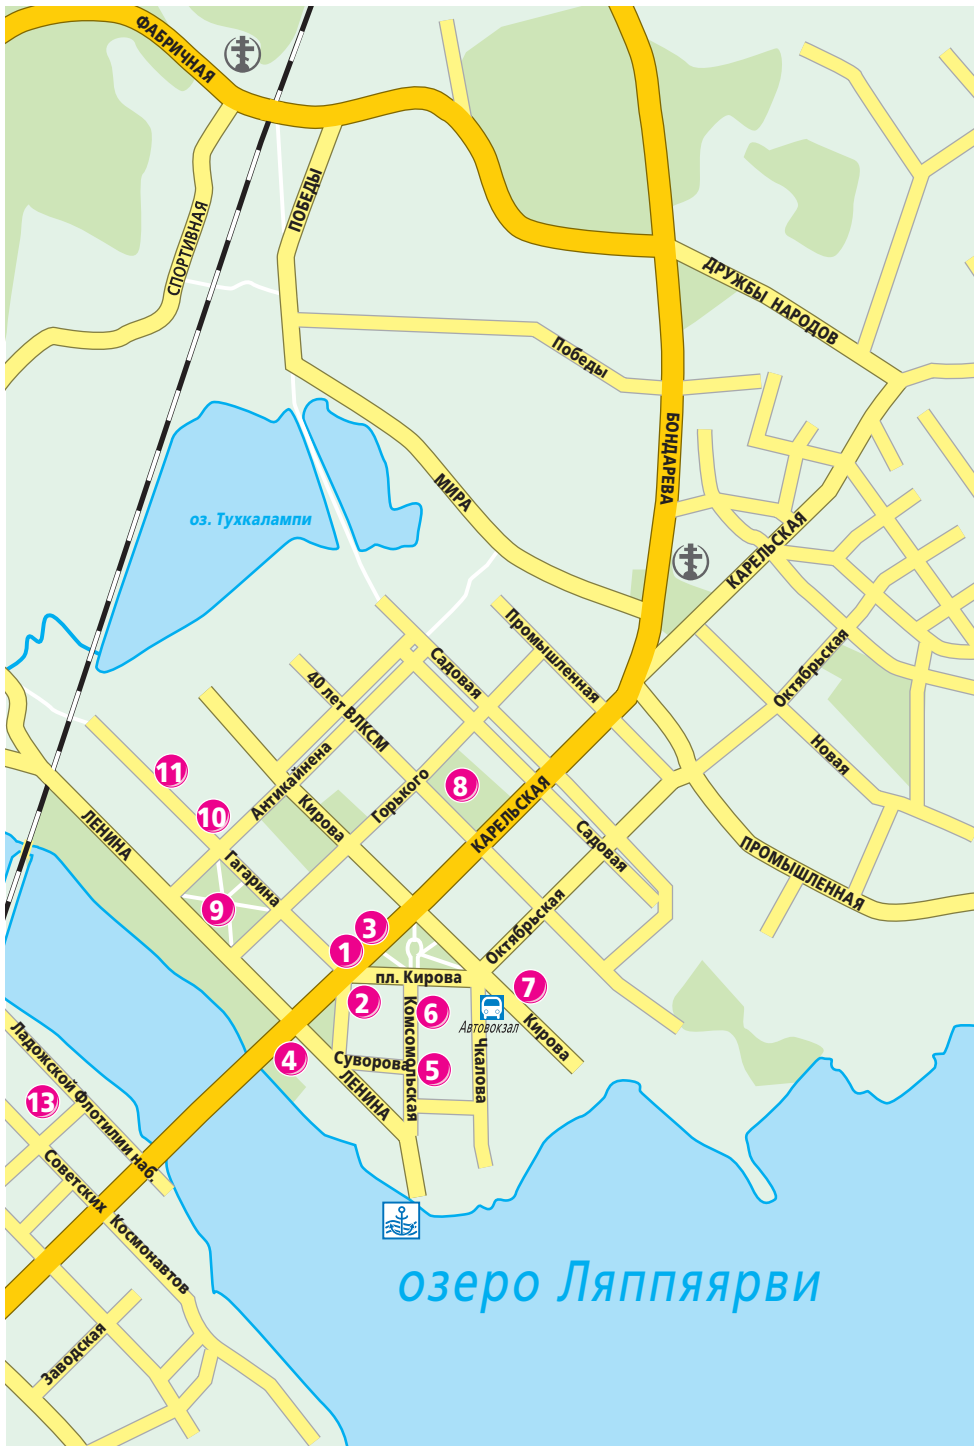 ФАБРИЧНАЯ
ПОБЕДЫ
СПОРТИВНАЯ
ДРУЖБЫ НАРОДОВ
Победы
БОНДАРЕВА
МИРА
оз. Тухкалампи
КАРЕЛЬСКАЯ
Промышленная
Октябрьская
Садовая
40 лет ВЛКСМ
Новая
Антикайнена
11
8
Горького
Кирова
10
КАРЕЛЬСКАЯ
ЛЕНИНА
Садовая
ПРОМЫШЛЕННАЯ
Гагарина
9
3
Октябрьская
1
пл. Кирова
7
2
6
Автовокзал
Кирова
Комсомольская
Чкалова
4
Суворова
5
ЛЕНИНА
Ладожской Флотилии наб.
13
Советских Космонавтов
озеро Ляппяярви
Заводская